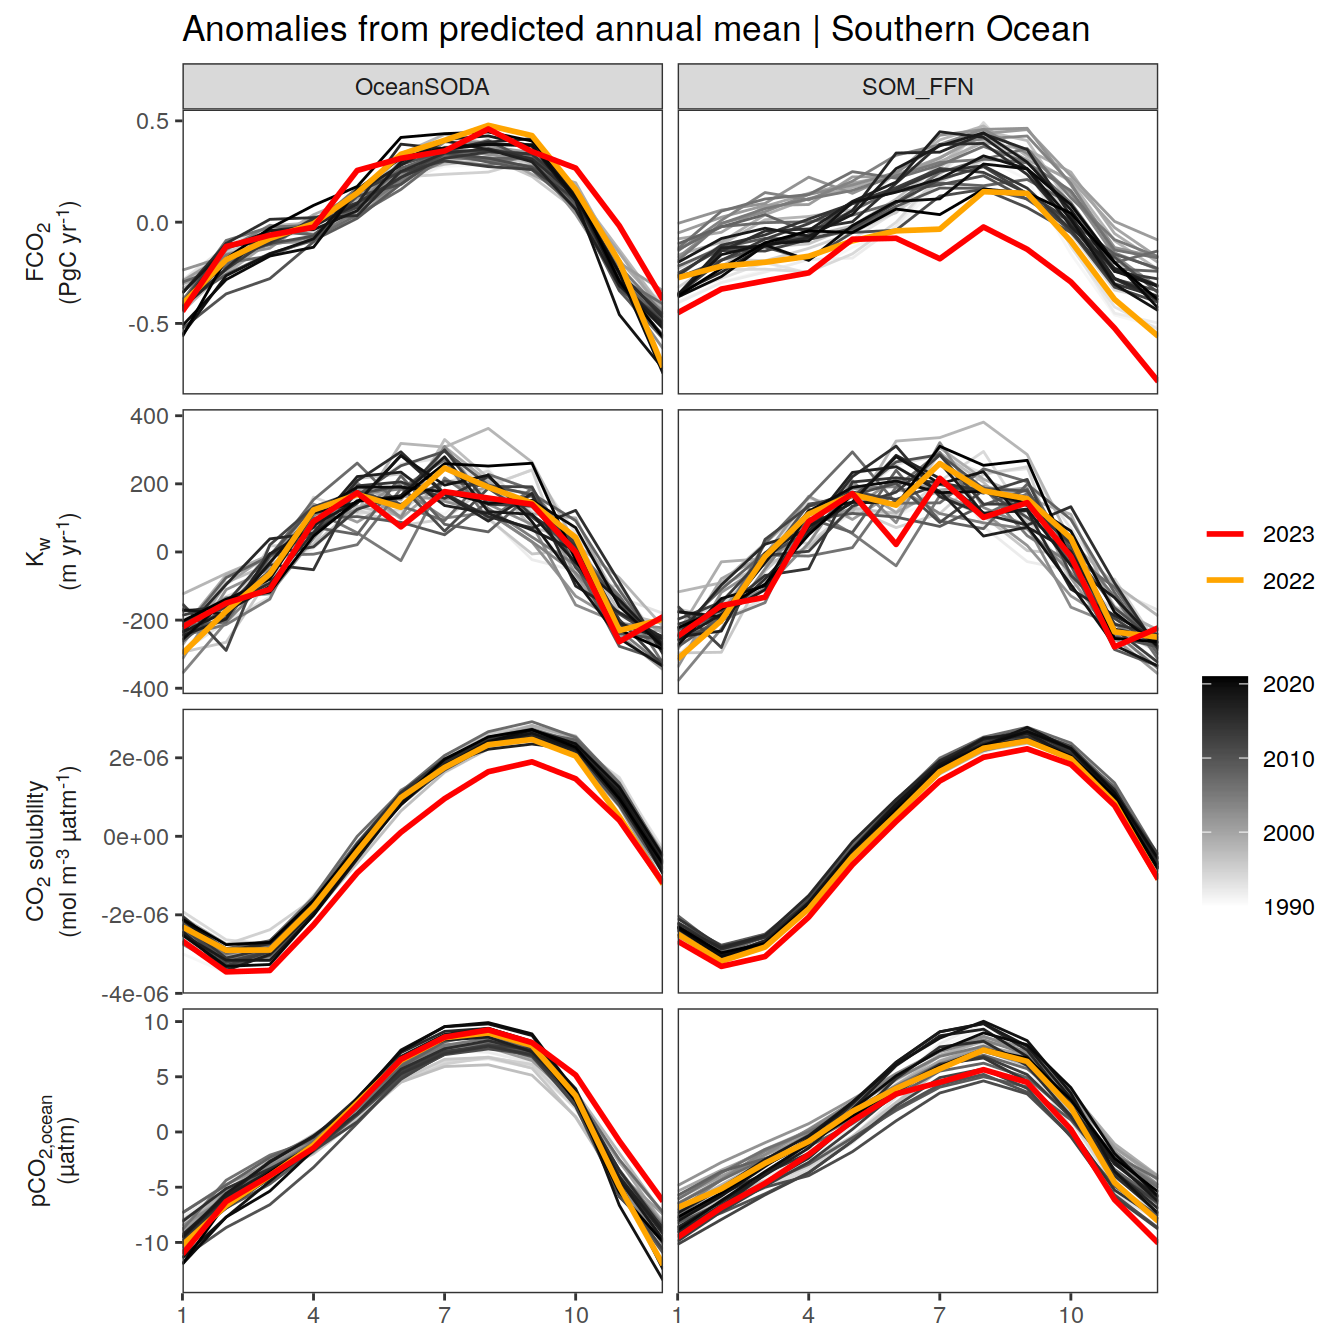 Anomalies from predicted annual mean | Southern Ocean
OceanSODA SOM_FFN
FCO2
(PgC yr-1)
0.5
0.0
-0.5
Kw
(m yr-1)
400
200
0
-200
-400
CO2 solubility
(mol m-3 µatm-1)
2e-06
0e+00
-2e-06
-4e-06
pCO2,ocean
(µatm)
10
5
0
-5
-10
1 4 7 10 1 4 7 10
2023
2022
2020
2010
2000
1990